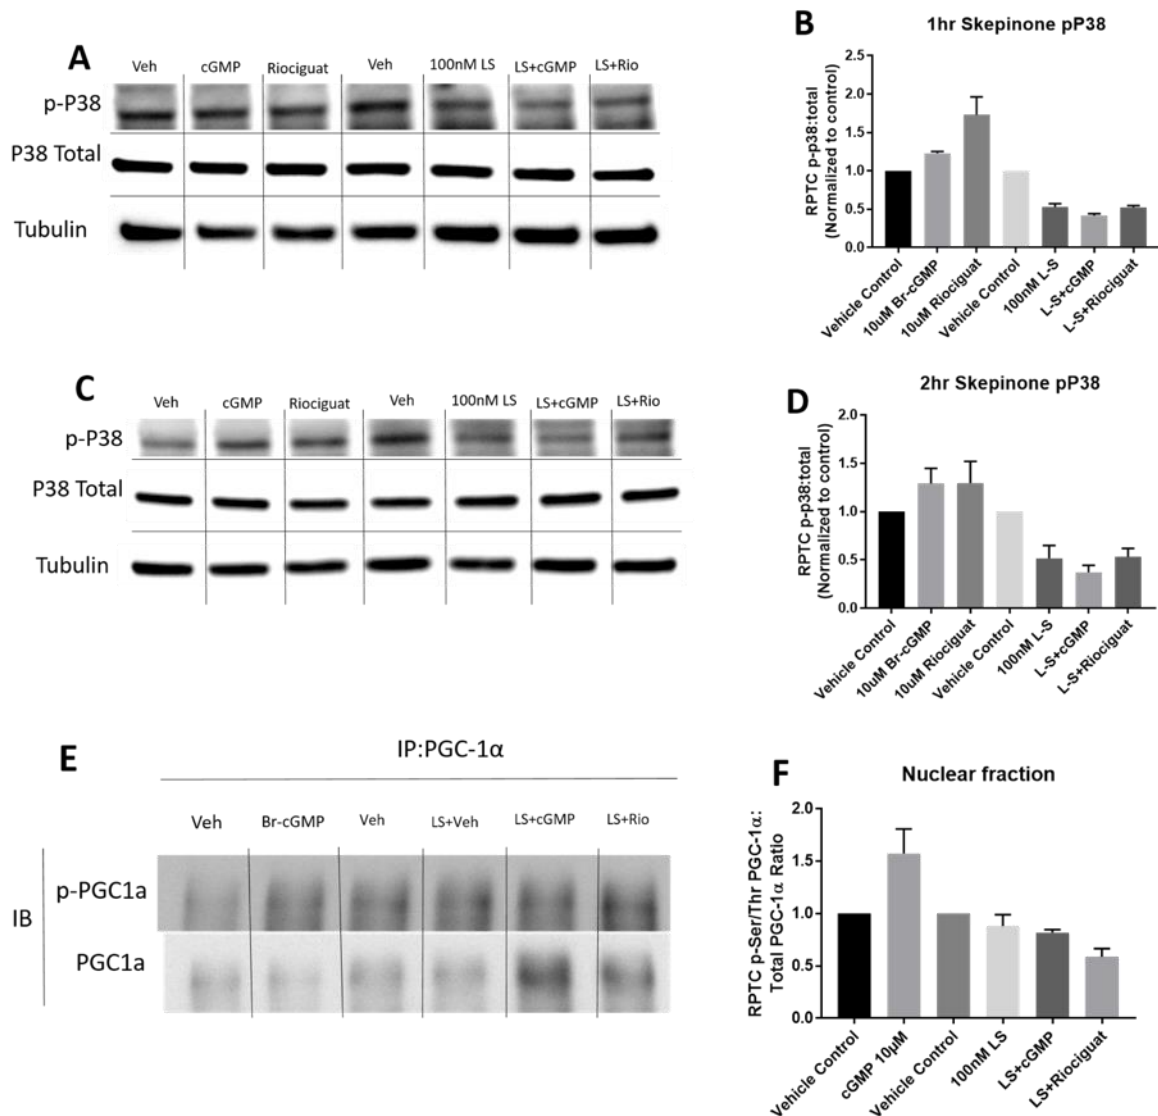 A
Veh cGMP Riociguat Veh 100nM LS LS+cGMP LS+Rio
p-P38
P38 Total
Tubulin
B
1hr Skepinone pP38
RPTC p-p38:total
(Normalized to control)
2.5
2.0
1.5
1.0
0.5
0.0
Vehicle Control
10uM Br-cGMP
10uM Riociguat
Vehicle Control
100nM L-S
L-S+cGMP
L-S+Riociguat
C
Veh cGMP Riociguat Veh 100nM LS LS+cGMP LS+Rio
p-P38
P38 Total
Tubulin
D
2hr Skepinone pP38
RPTC p-p38:total
(Normalized to control)
2.0
1.5
1.0
0.5
0.0
Vehicle Control
10uM Br-cGMP
10uM Riociguat
Vehicle Control
100nM L-S
L-S+cGMP
L-S+Riociguat
E
IP:PGC-1α
Veh Br-cGMP Veh LS+Veh LS+cGMP LS+Rio
IB
p-PGC1a
PGC1a
F
Nuclear fraction
RPTC p-Ser/Thr PGC-1α:
Total PGC-1α Ratio
2.0
1.5
1.0
0.5
0.0
Vehicle Control
cGMP 10μM
Vehicle Control
100nM LS
LS+cGMP
LS+Riociguat